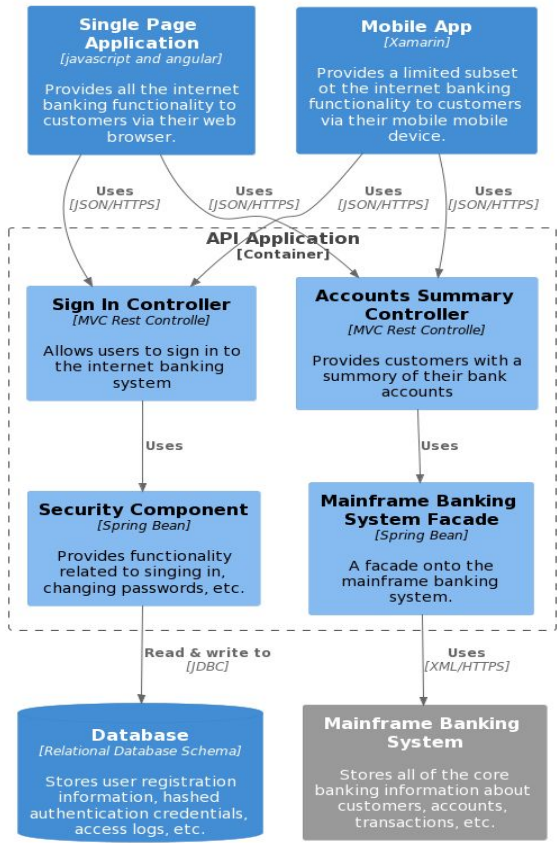 Single Page
Application
[javascript and angular]
Provides all the internet
banking functionality to
customers via their web
browser.
Mobile App
[Xamarin]
Provides a limited subset
ot the internet banking
functionality to customers
via their mobile mobile
device.
Uses
[JSON/HTTPS]
Uses
[JSON/HTTPS]
Uses
[JSON/HTTPS]
Uses
[JSON/HTTPS]
API Application
[Container]
Sign In Controller
[MVC Rest Controlle]
Allows users to sign in to
the internet banking
system
Accounts Summary
Controller
[MVC Rest Controlle]
Provides customers with a
summory of their bank
accounts
Uses
Uses
Security Component
[Spring Bean]
Provides functionality
related to singing in,
changing passwords, etc.
Mainframe Banking
System Facade
[Spring Bean]
A facade onto the
mainframe banking
system.
Read & write to
[JDBC]
Uses
[XML/HTTPS]
Database
[Relational Database Schema]
Stores user registration
information, hashed
authentication credentials,
access logs, etc.
Mainframe Banking
System
Stores all of the core
banking information about
customers, accounts,
transactions, etc.